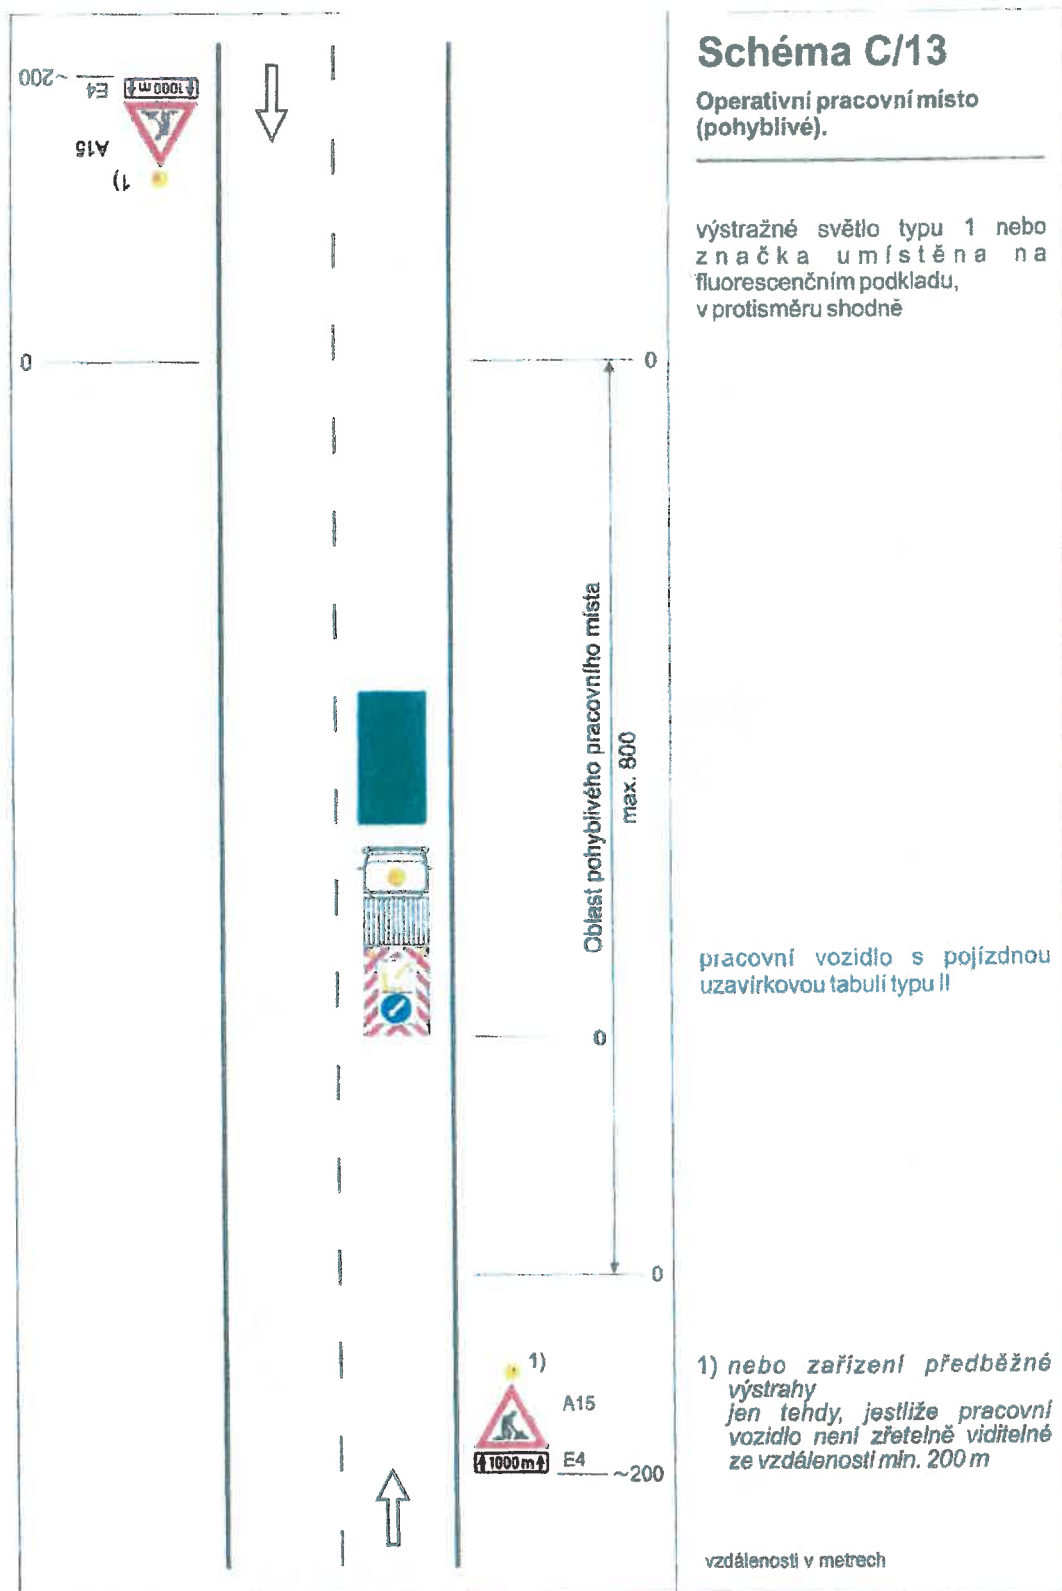 Schéma C/13
Operativní pracovní místo
(pohyblivé).
výstražné světlo typu 1 nebo
značka umístěna na
fluorescenčním podkladu,
v protisměru shodně
~200
E4
1000 m
A15
1)
0
0
Oblast pohyblivého pracovního místa
max. 800
pracovní vozidlo s pojízdnou
uzavírkovou tabulí typu II
0
0
1)
A15
1000 m
E4
~200
1) nebo zařízení předběžné
výstrahy
jen tehdy, jestliže pracovní
vozidlo není zřetelně viditelné
ze vzdálenosti min. 200 m
vzdálenosti v metrech